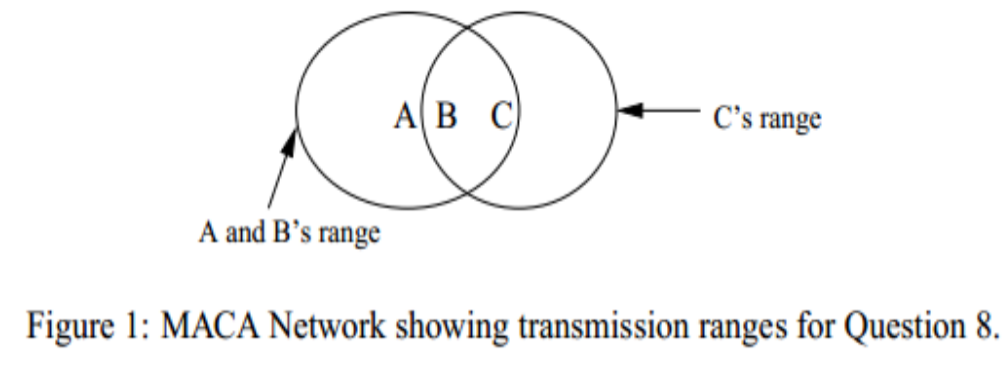 A B C
C’s range
A and B’s range
Figure 1: MACA Network showing transmission ranges for Question 8.